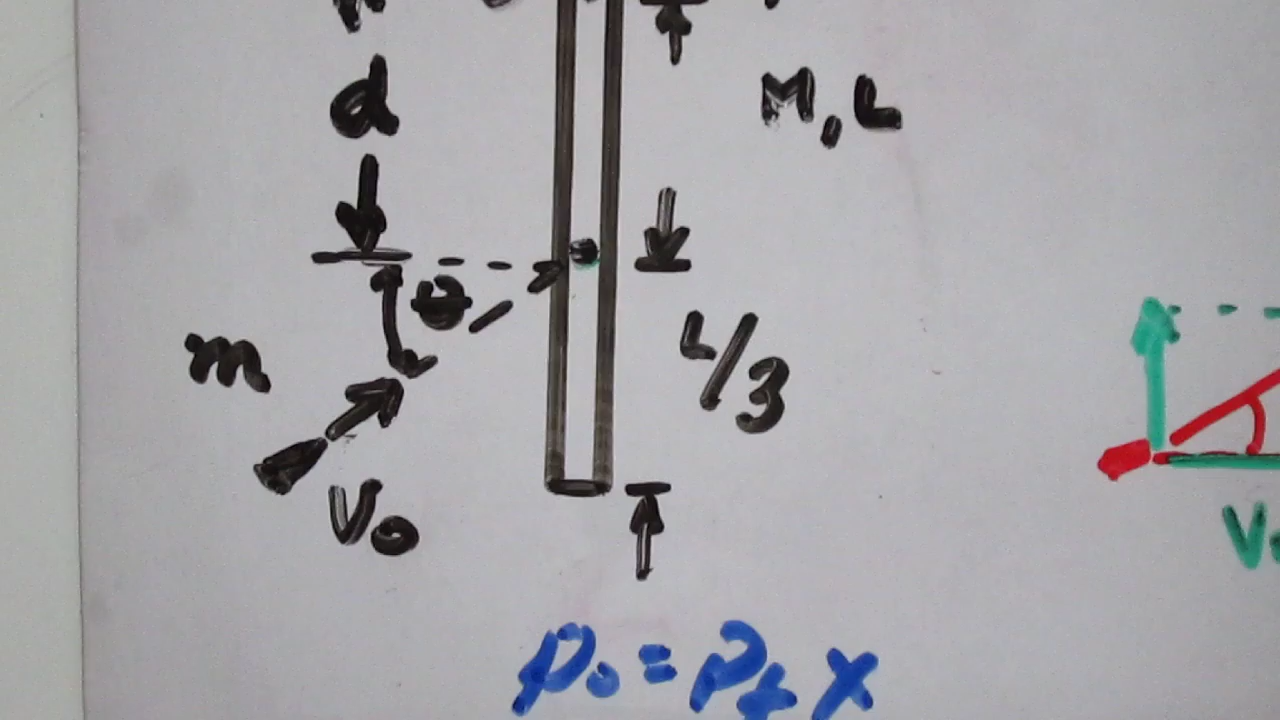 d
M, L
θ
m
L/3
V₀
P₀ = P_f X